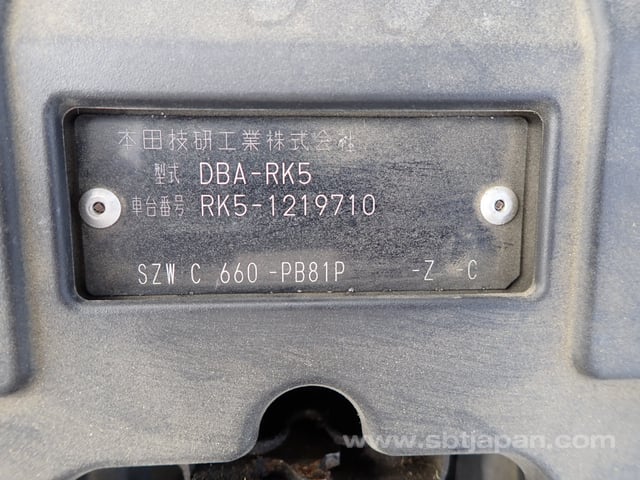 本田技研工業株式会社
型式 DBA-RK5
車台番号 RK5-1219710
SZW C 660 -PB81P -Z -C
www.sbtjapan.com